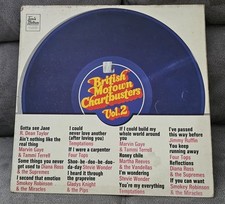 British
Motown
Chartbusters
Vol.2
Gotta see Jane
R. Dean Taylor
Ain't nothing like the
real thing
Marvin Gaye
& Tammi Terrell
Some things you never
get used to Diana Ross
& the Supremes
I second that emotion
Smokey Robinson
& the Miracles
I could
never love another
(after loving you)
Temptations
If I were a carpenter
Four Tops
Shoo-be-doo-be-doo-
da-day Stevie Wonder
I heard it through the
grapevine
Gladys Knight
& the Pips
If I could build my
whole world around
you
Marvin Gaye
& Tammi Terrell
Honey chile
Martha Reeves
& the Vandellas
I'm wondering
Stevie Wonder
You're my everything
Temptations
I've passed
this way before
Jimmy Ruffin
You keep
running away
Four Tops
Reflections
Diana Ross
& the Supremes
If you can want
Smokey Robinson
& the Miracles